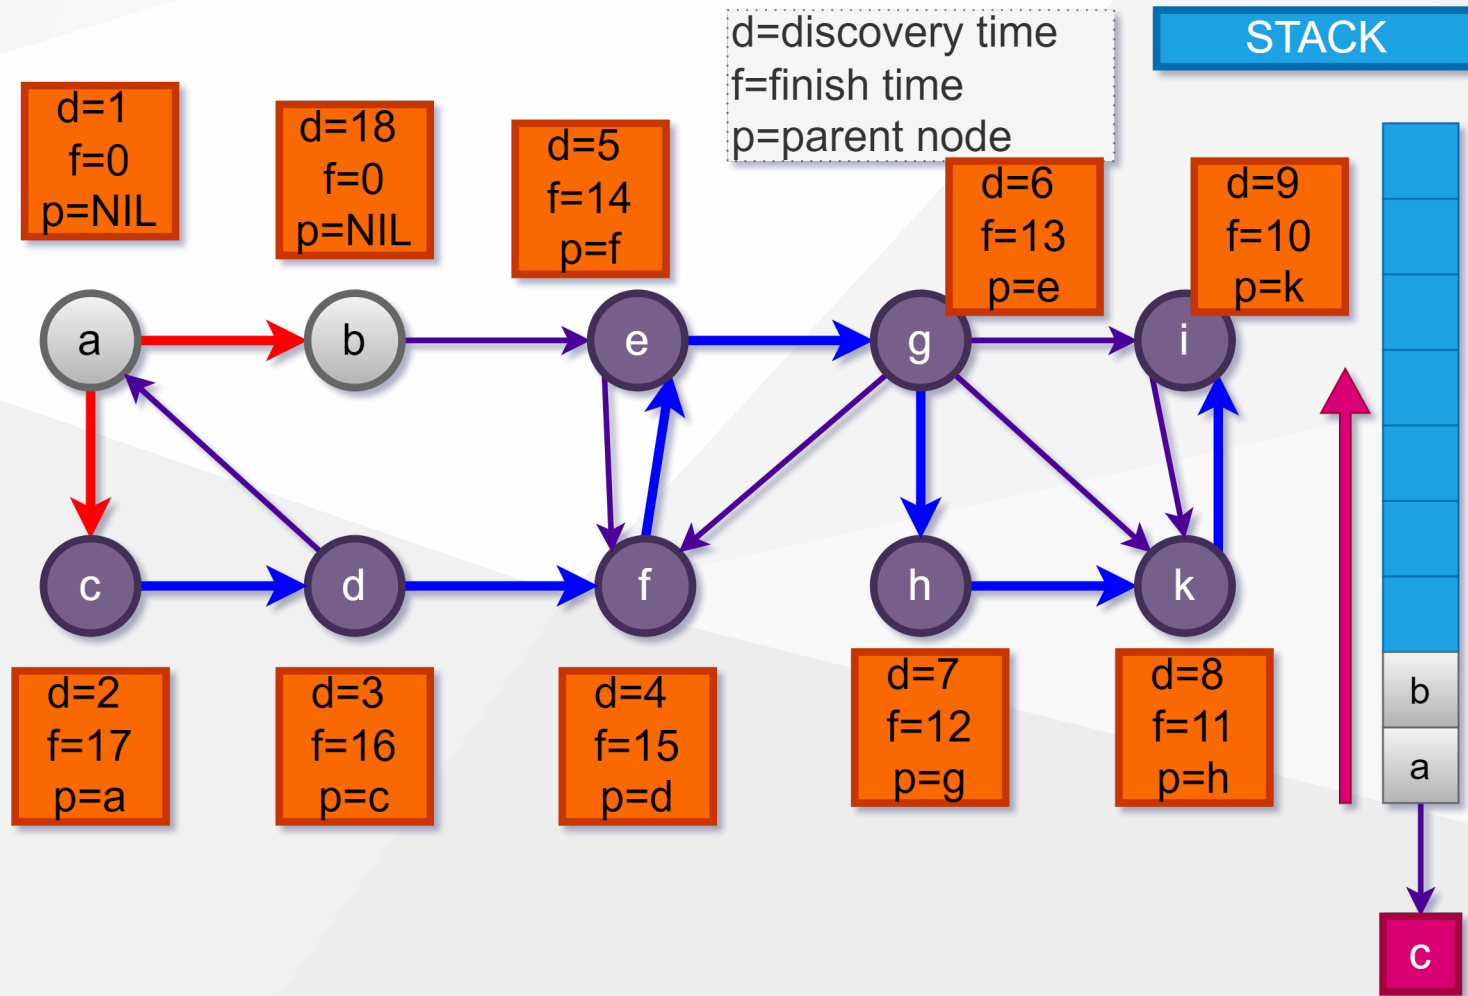 d=discovery time
f=finish time
p=parent node
STACK
d=1
f=0
p=NIL
d=18
f=0
p=NIL
d=5
f=14
p=f
d=6
f=13
p=e
d=9
f=10
p=k
a
b
e
g
i
c
d
f
h
k
d=2
f=17
p=a
d=3
f=16
p=c
d=4
f=15
p=d
d=7
f=12
p=g
d=8
f=11
p=h
b
a
c